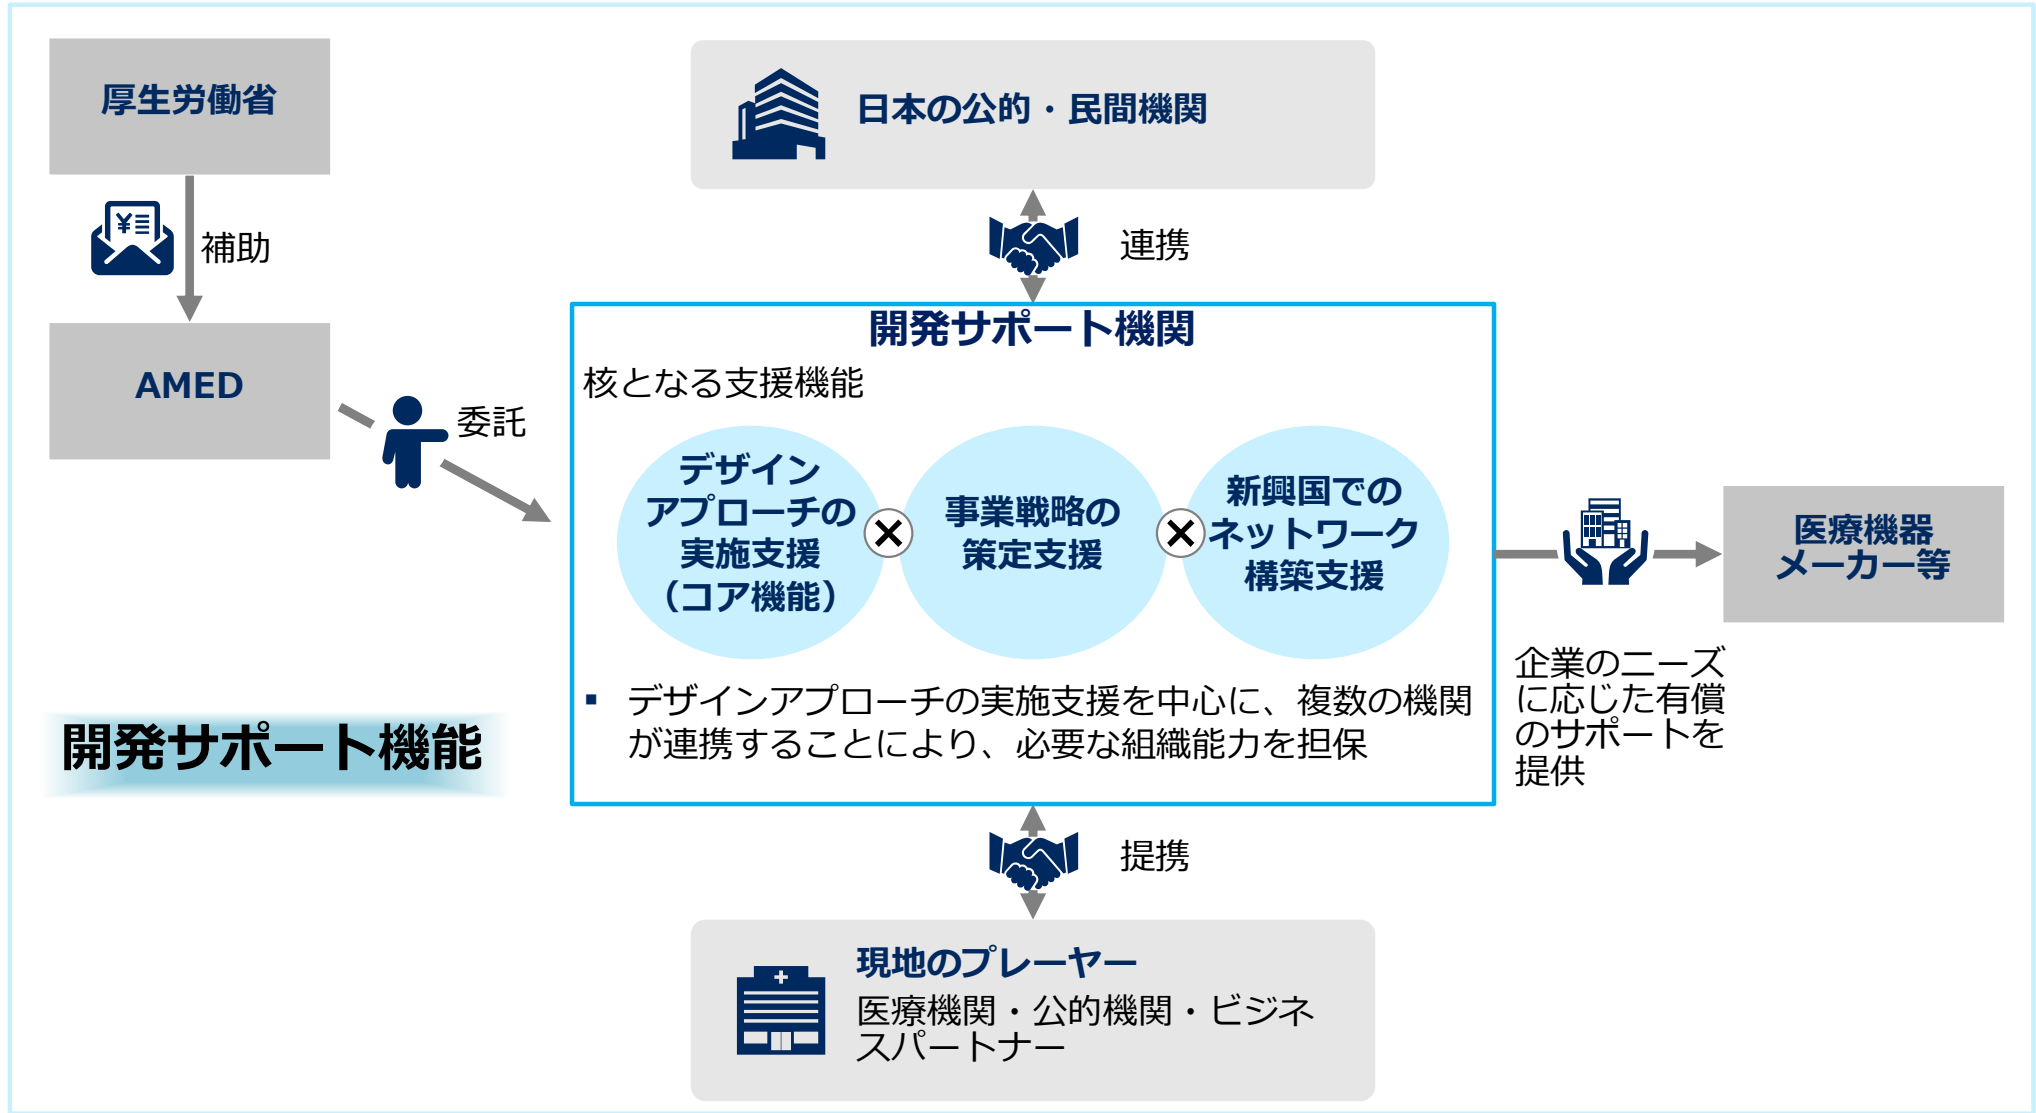 厚生労働省
日本の公的・民間機関
補助
連携
AMED
委託
開発サポート機関
核となる支援機能
デザイン
アプローチの
実施支援
（コア機能）
事業戦略の
策定支援
新興国での
ネットワーク
構築支援
医療機器
メーカー等
企業のニーズ
に応じた有償
のサポートを
提供
▪ デザインアプローチの実施支援を中心に、複数の機関
が連携することにより、必要な組織能力を担保
開発サポート機能
提携
現地のプレーヤー
医療機関・公的機関・ビジネ
スパートナー